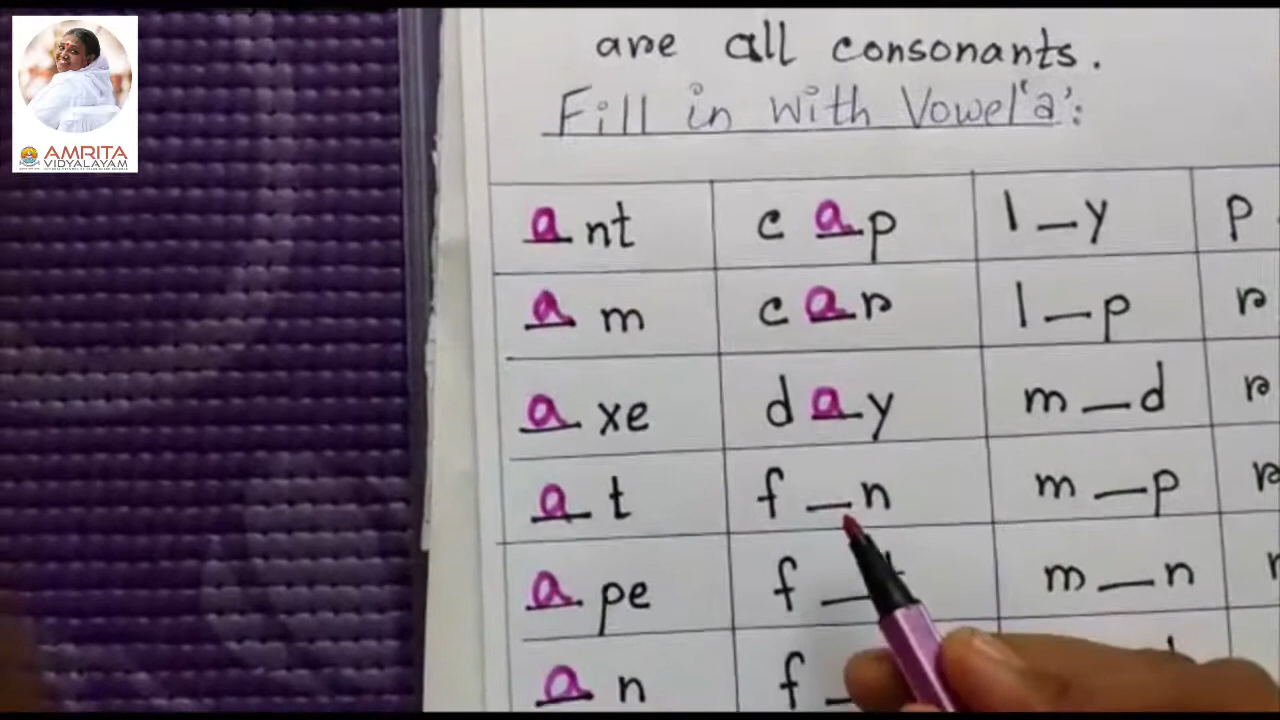 AMRITA
VIDYALAYAM
are all consonants.
Fill in with Vowel 'a':
a nt c a p l _ y p
a m c a r l _ p r
a xe d a y m _ d r
a t f _ n m _ p r
a pe f _ t m _ n r
a n f _